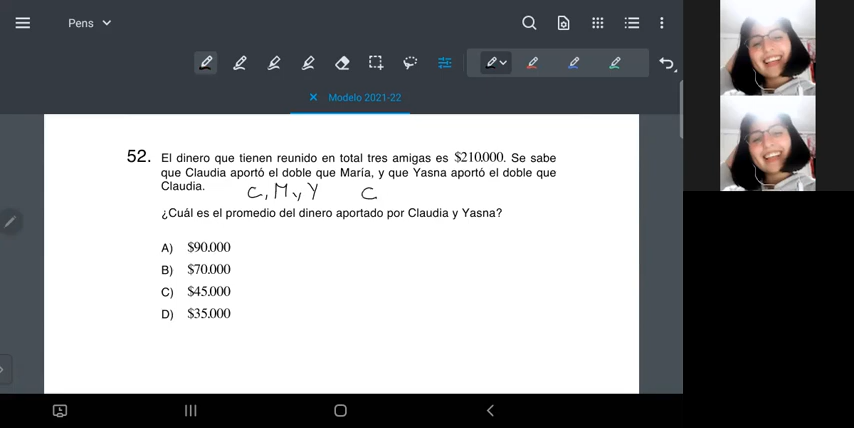 Pens
× Modelo 2021-22
52. El dinero que tienen reunido en total tres amigas es $210.000. Se sabe
que Claudia aportó el doble que María, y que Yasna aportó el doble que
Claudia.
C, M, y Y C
¿Cuál es el promedio del dinero aportado por Claudia y Yasna?
A) $90.000
B) $70.000
C) $45.000
D) $35.000